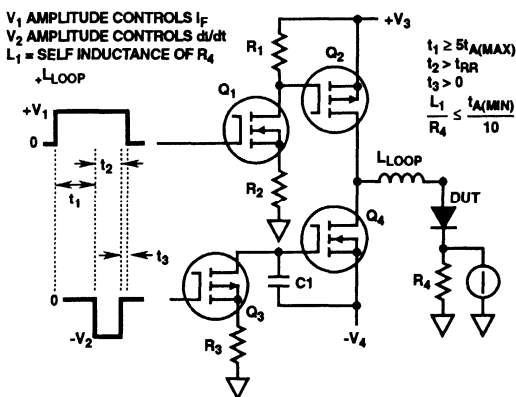 V1 AMPLITUDE CONTROLS IF
V2 AMPLITUDE CONTROLS dI/dt
L1 = SELF INDUCTANCE OF R4
+LLOOP
+V1
0
t2
t1
t3
0
-V2
R1
Q1
R2
Q2
+V3
Q3
R3
C1
Q4
-V4
LLOOP
DUT
R4
t1 ≥ 5tA(MAX)
t2 > tRR
t3 > 0
L1
R4
≤
tA(MIN)
10